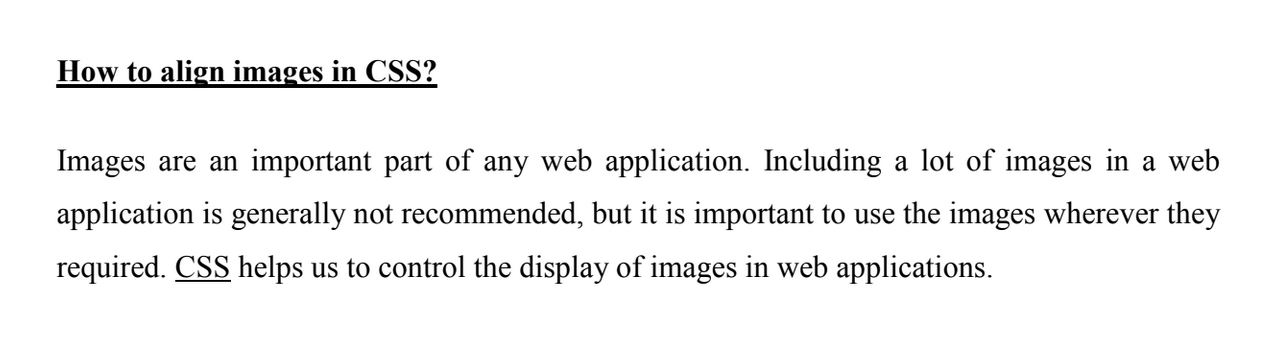 How to align images in CSS?
Images are an important part of any web application. Including a lot of images in a web
application is generally not recommended, but it is important to use the images wherever they
required. CSS helps us to control the display of images in web applications.